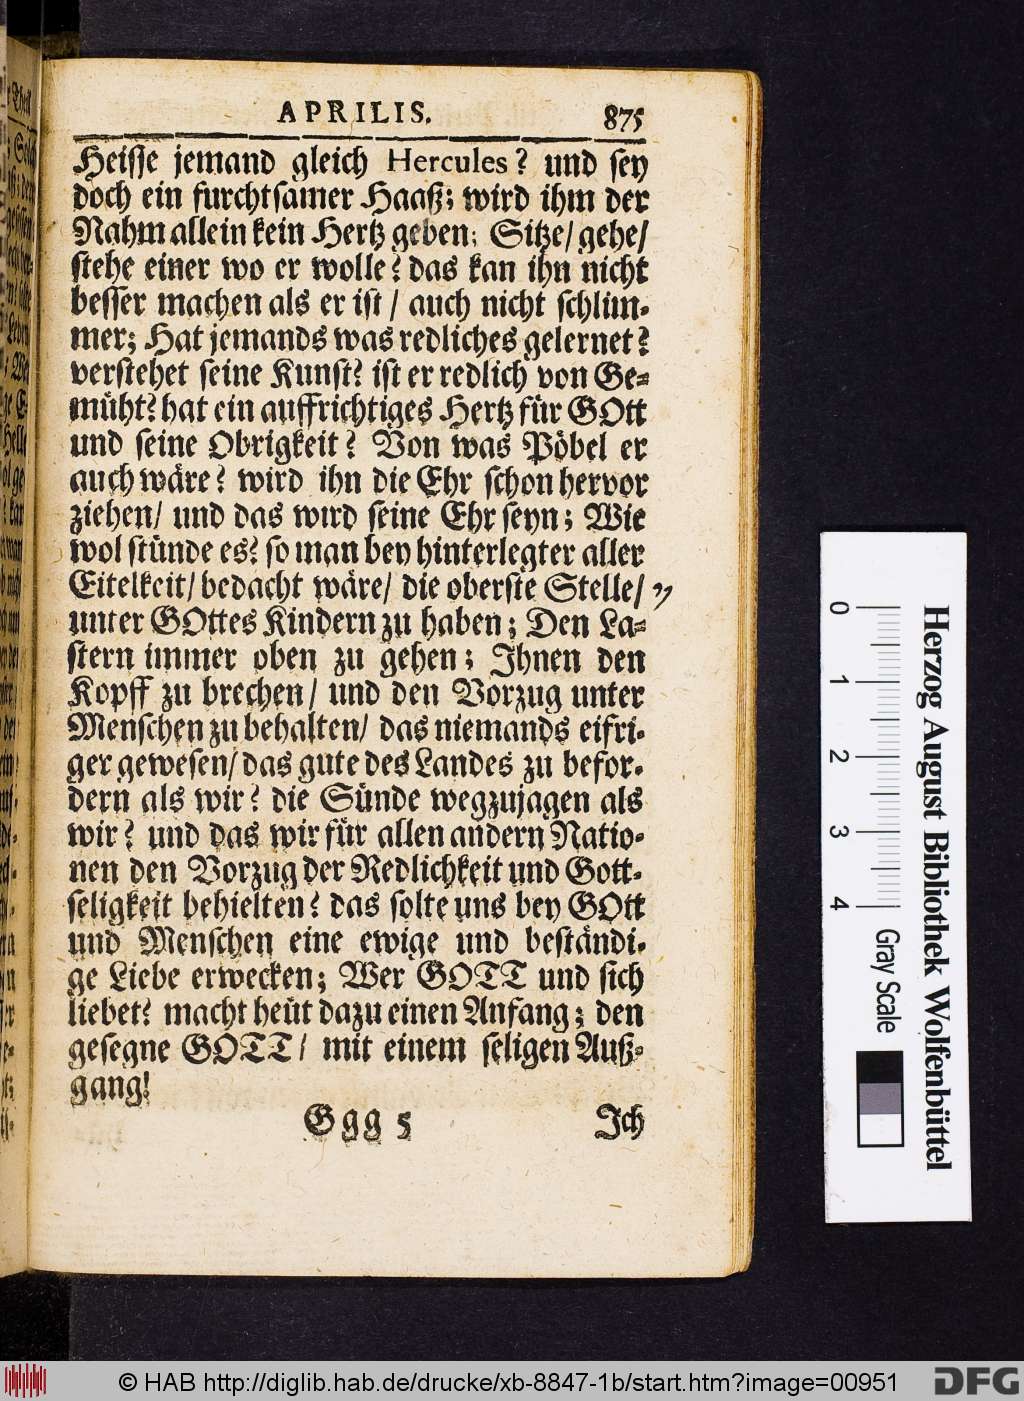 APRILIS. 875
Heisse jemand gleich Hercules? und sey
doch ein furchtsamer Haaß; wird ihm der
Nahm allein kein Hertz geben; Sitze/ gehe/
stehe einer wo er wolle? das kan ihn nicht
besser machen als er ist / auch nicht schlim-
mer; Hat jemands was redliches gelernet?
verstehet seine Kunst? ist er redlich von Ge-
müht? hat ein auffrichtiges Hertz für GOtt
und seine Obrigkeit? Von was Pöbel er
auch wäre? wird ihn die Ehr schon hervor
ziehen/ und das wird seine Ehr seyn; Wie
wol stünde es? so man bey hinterlegter aller
Eitelkeit/ bedacht wäre/ die oberste Stelle/
unter GOttes Kindern zu haben; Den La-
stern immer oben zu gehen; Ihnen den
Kopff zu brechen/ und den Vorzug unter
Menschen zu behalten/ das niemands eifri-
ger gewesen/ das gute des Landes zu befor-
dern als wir? die Sünde wegzujagen als
wir? und das wir für allen andern Natio-
nen den Vorzug der Redlichkeit und Gott-
seligkeit behielten? das solte uns bey GOtt
und Menschen eine ewige und beständi-
ge Liebe erwecken; Wer GOTT und sich
liebet? macht heüt dazu einen Anfang; den
gesegne GOTT/ mit einem seligen Auß-
gang!
Ggg 5 Ich
0 1 2 3 4
Gray Scale
Herzog August Bibliothek Wolfenbüttel
© HAB http://diglib.hab.de/drucke/xb-8847-1b/start.htm?image=00951
DFG